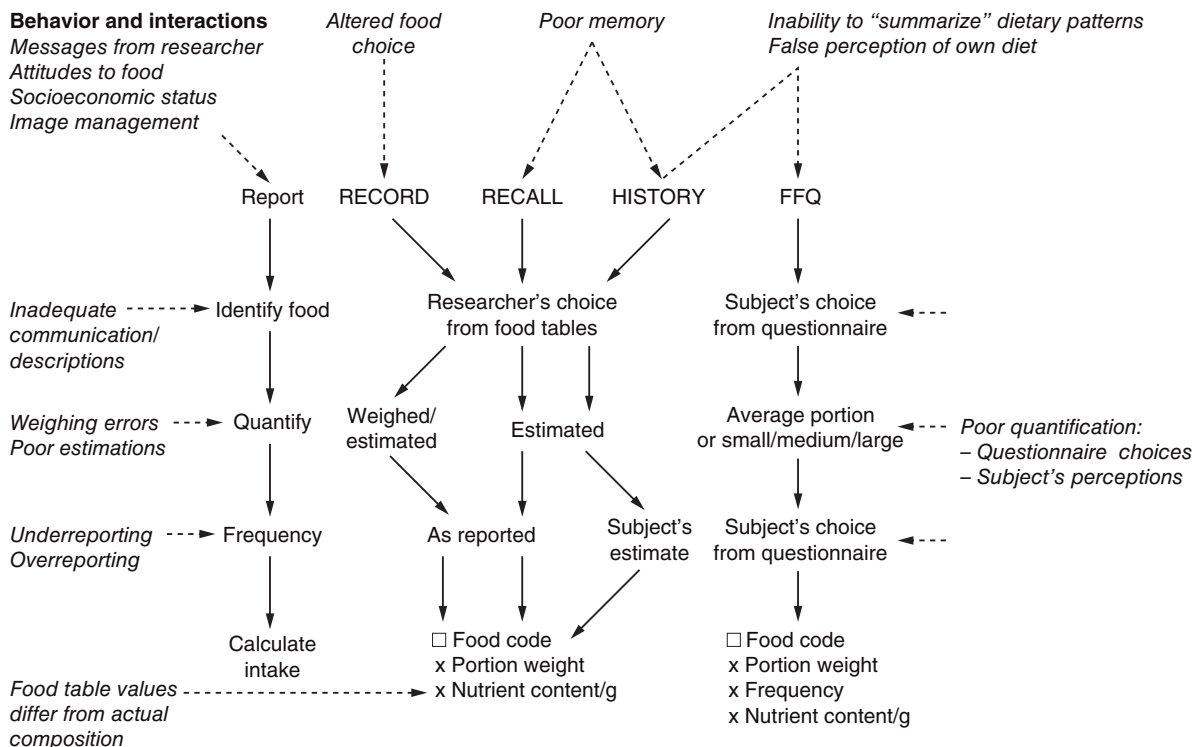 Behavior and interactions
Messages from researcher
Attitudes to food
Socioeconomic status
Image management
Altered food
choice
Poor memory
Inability to “summarize” dietary patterns
False perception of own diet
Report
RECORD
RECALL
HISTORY
FFQ
Inadequate
communication/
descriptions
Identify food
Researcher’s choice
from food tables
Subject’s choice
from questionnaire
Weighing errors
Poor estimations
Quantify
Weighed/
estimated
Estimated
Average portion
or small/medium/large
Poor quantification:
– Questionnaire choices
– Subject’s perceptions
Underreporting
Overreporting
Frequency
As reported
Subject’s
estimate
Subject’s choice
from questionnaire
Calculate
intake
□ Food code
x Portion weight
x Nutrient content/g
□ Food code
x Portion weight
x Frequency
x Nutrient content/g
Food table values
differ from actual
composition